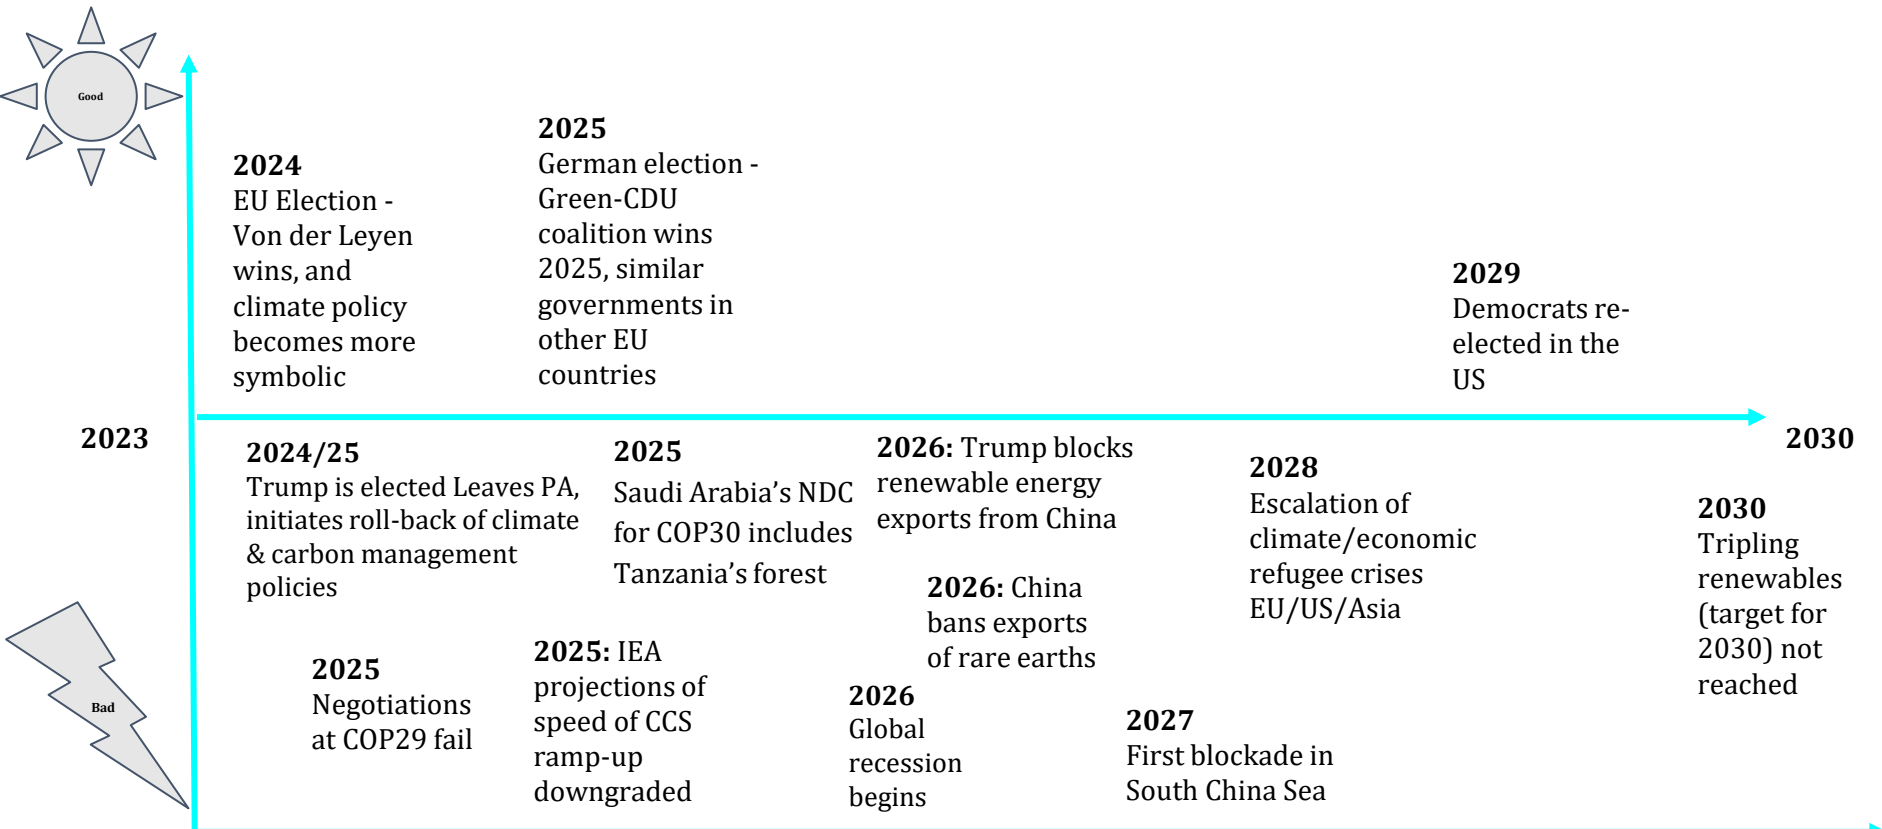 Good
2024
EU Election -
Von der Leyen
wins, and
climate policy
becomes more
symbolic
2025
German election -
Green-CDU
coalition wins
2025, similar
governments in
other EU
countries
2029
Democrats re-
elected in the
US
2023
2030
2024/25
Trump is elected Leaves PA,
initiates roll-back of climate
& carbon management
policies
2025
Saudi Arabia’s NDC
for COP30 includes
Tanzania’s forest
2026: Trump blocks
renewable energy
exports from China
2026: China
bans exports
of rare earths
2028
Escalation of
climate/economic
refugee crises
EU/US/Asia
2030
Tripling
renewables
(target for
2030) not
reached
Bad
2025
Negotiations
at COP29 fail
2025: IEA
projections of
speed of CCS
ramp-up
downgraded
2026
Global
recession
begins
2027
First blockade in
South China Sea